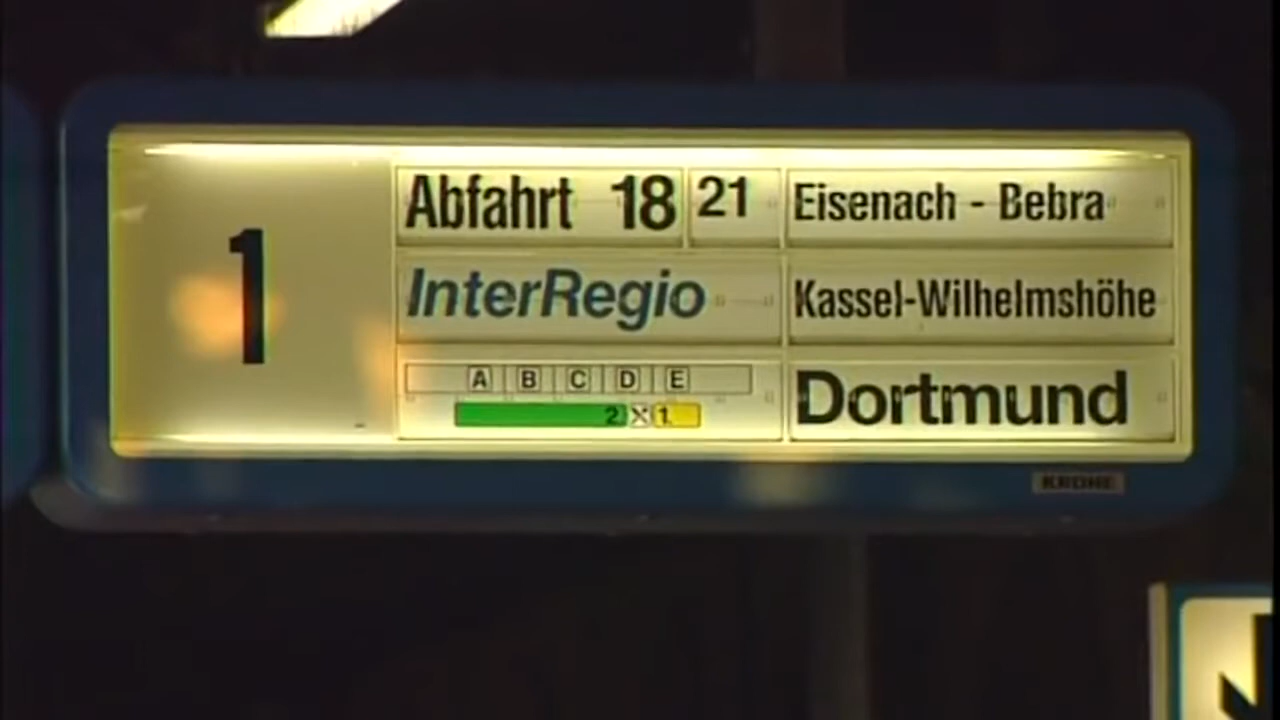 1
Abfahrt 18 21
InterRegio
A B C D E
2. X 1.
Eisenach - Bebra
Kassel-Wilhelmshöhe
Dortmund
KRONE